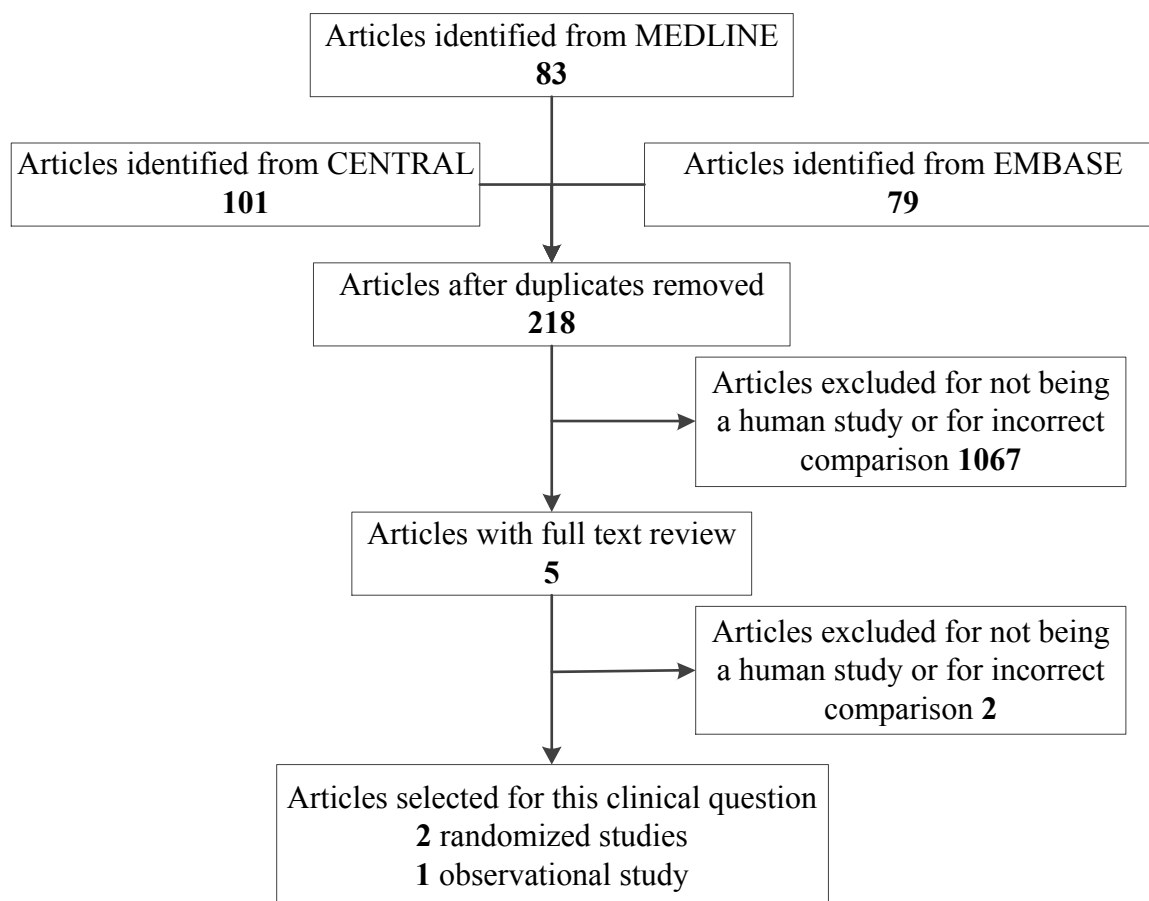 Articles identified from MEDLINE
83
Articles identified from CENTRAL
101
Articles identified from EMBASE
79
Articles after duplicates removed
218
Articles excluded for not being
a human study or for incorrect
comparison 1067
Articles with full text review
5
Articles excluded for not being
a human study or for incorrect
comparison 2
Articles selected for this clinical question
2 randomized studies
1 observational study